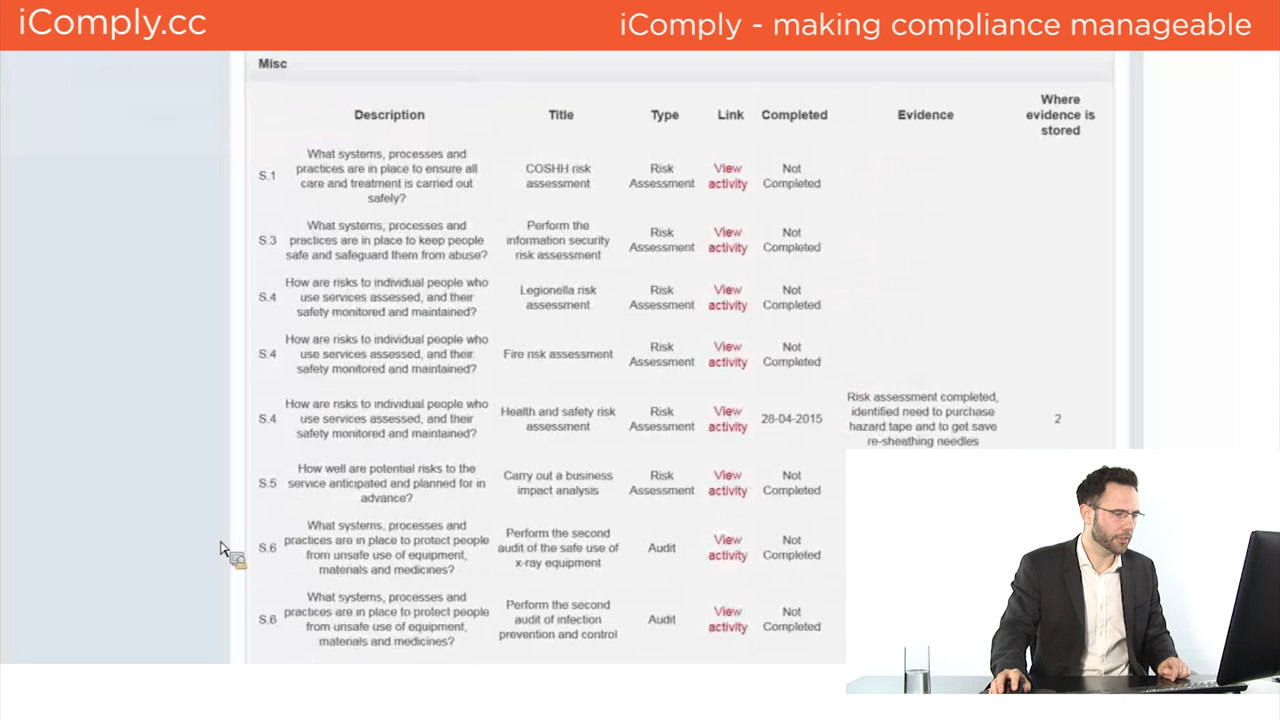 iComply.cc
iComply - making compliance manageable
Misc
Description
Title
Type
Link
Completed
Evidence
Where
evidence is
stored
S.1
What systems, processes and
practices are in place to ensure all
care and treatment is carried out
safely?
COSHH risk
assessment
Risk
Assessment
View
activity
Not
Completed
S.3
What systems, processes and
practices are in place to keep people
safe and safeguard them from abuse?
Perform the
information security
risk assessment
Risk
Assessment
View
activity
Not
Completed
S.4
How are risks to individual people who
use services assessed, and their
safety monitored and maintained?
Legionella risk
assessment
Risk
Assessment
View
activity
Not
Completed
S.4
How are risks to individual people who
use services assessed, and their
safety monitored and maintained?
Fire risk assessment
Risk
Assessment
View
activity
Not
Completed
S.4
How are risks to individual people who
use services assessed, and their
safety monitored and maintained?
Health and safety risk
assessment
Risk
Assessment
View
activity
28-04-2015
Risk assessment completed,
identified need to purchase
hazard tape and to get save
re-sheathing needles
2
S.5
How well are potential risks to the
service anticipated and planned for in
advance?
Carry out a business
impact analysis
Risk
Assessment
View
activity
Not
Completed
S.6
What systems, processes and
practices are in place to protect people
from unsafe use of equipment,
materials and medicines?
Perform the second
audit of the safe use of
x-ray equipment
Audit
View
activity
Not
Completed
S.6
What systems, processes and
practices are in place to protect people
from unsafe use of equipment,
materials and medicines?
Perform the second
audit of infection
prevention and control
Audit
View
activity
Not
Completed